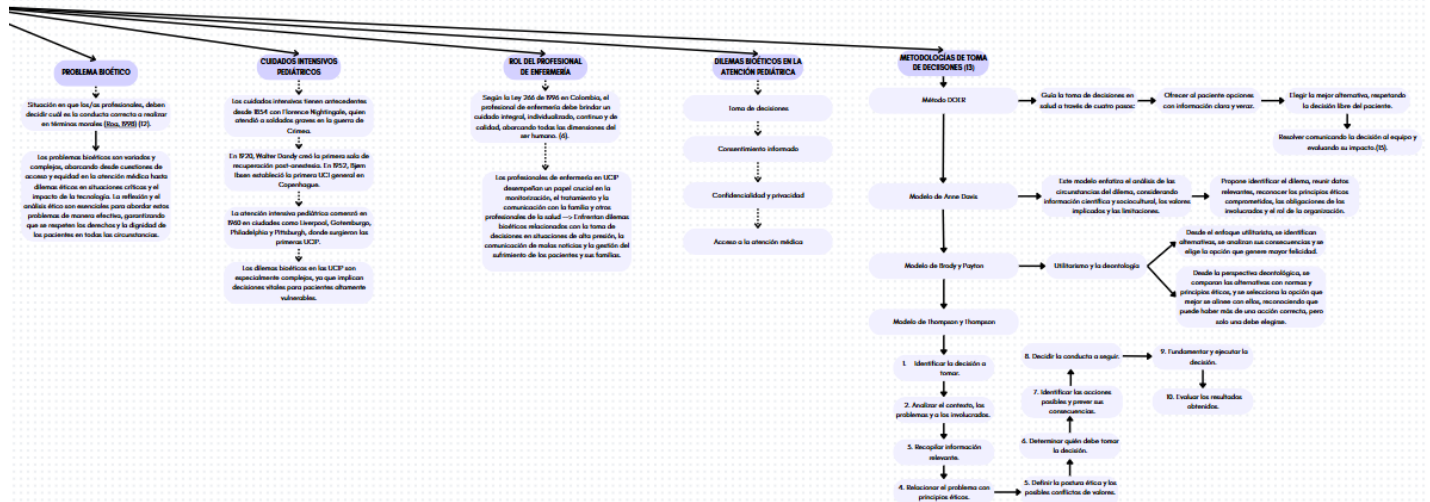 PROBLEMA BIOÉTICO
Situación en que los/as profesionales, deben
decidir cuál es la conducta correcta a realizar
en términos morales (Roa, 1998) (12).
Los problemas bioéticos son variados y
complejos, abarcando desde cuestiones de
acceso y equidad en la atención médica hasta
dilemas éticos en situaciones críticas y el
impacto de la tecnología. La reflexión y el
análisis ético son esenciales para abordar estos
problemas de manera efectiva, garantizando
que se respeten los derechos y la dignidad de
los pacientes en todas las circunstancias.
CUIDADOS INTENSIVOS
PEDIÁTRICOS
Los cuidados intensivos tienen antecedentes
desde 1854 con Florence Nightingale, quien
atendió a soldados graves en la guerra de
Crimea.
En 1920, Walter Dandy creó la primera sala de
recuperación post-anestesia. En 1952, Bjørn
Ibsen estableció la primera UCI general en
Copenhague.
La atención intensiva pediátrica comenzó en
1960 en ciudades como Liverpool, Gotemburgo,
Philadelphia y Pittsburgh, donde surgieron las
primeras UCIP.
Los dilemas bioéticos en las UCIP son
especialmente complejos, ya que implican
decisiones vitales para pacientes altamente
vulnerables.
ROL DEL PROFESIONAL
DE ENFERMERÍA
Según la Ley 266 de 1996 en Colombia, el
profesional de enfermería debe brindar un
cuidado integral, individualizado, continuo y de
calidad, abarcando todas las dimensiones del
ser humano. (6).
Los profesionales de enfermería en UCIP
desempeñan un papel crucial en la
monitorización, el tratamiento y la
comunicación con la familia y otros
profesionales de la salud —> Enfrentan dilemas
bioéticos relacionados con la toma de
decisiones en situaciones de alta presión, la
comunicación de malas noticias y la gestión del
sufrimiento de los pacientes y sus familias.
DILEMAS BIOÉTICOS EN LA
ATENCIÓN PEDIÁTRICA
Toma de decisiones
Consentimiento informado
Confidencialidad y privacidad
Acceso a la atención médica
METODOLOGÍAS DE TOMA
DE DECIISONES (13)
Método DOER
Guía la toma de decisiones en
salud a través de cuatro pasos:
Ofrecer al paciente opciones
con información clara y veraz.
Elegir la mejor alternativa, respetando
la decisión libre del paciente.
Resolver comunicando la decisión al equipo y
evaluando su impacto.(15).
Modelo de Anne Davis
Este modelo enfatiza el análisis de las
circunstancias del dilema, considerando
información científica y sociocultural, los valores
implicados y las limitaciones.
Propone identificar el dilema, reunir datos
relevantes, reconocer los principios éticos
comprometidos, las obligaciones de los
involucrados y el rol de la organización.
Modelo de Brody y Payton
Utilitarismo y la deontología
Desde el enfoque utilitarista, se identifican
alternativas, se analizan sus consecuencias y se
elige la opción que genere mayor felicidad.
Desde la perspectiva deontológica, se
comparan las alternativas con normas y
principios éticos, y se selecciona la opción que
mejor se alinee con ellos, reconociendo que
puede haber más de una acción correcta, pero
solo una debe elegirse.
Modelo de Thompson y Thompson
1. Identificar la decisión a
tomar.
2. Analizar el contexto, los
problemas y a los involucrados.
3. Recopilar información
relevante.
4. Relacionar el problema con
principios éticos.
5. Definir la postura ética y los
posibles conflictos de valores.
6. Determinar quién debe tomar
la decisión.
7. Identificar las acciones
posibles y prever sus
consecuencias.
8. Decidir la conducta a seguir.
9. Fundamentar y ejecutar la
decisión.
10. Evaluar los resultados
obtenidos.